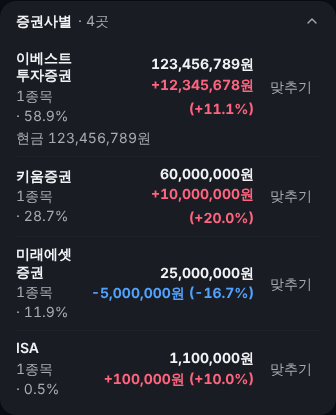 증권사별 · 4곳
이베스트
투자증권
1종목
· 58.9%
123,456,789원
+12,345,678원
(+11.1%)
맞추기
현금 123,456,789원
키움증권
1종목
· 28.7%
60,000,000원
+10,000,000원
(+20.0%)
맞추기
미래에셋
증권
1종목
· 11.9%
25,000,000원
-5,000,000원 (-16.7%)
맞추기
ISA
1종목
· 0.5%
1,100,000원
+100,000원 (+10.0%)
맞추기